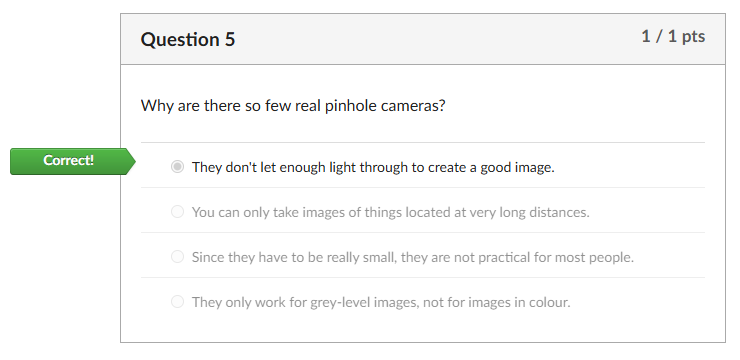 Question 5
1 / 1 pts
Why are there so few real pinhole cameras?
Correct!
They don't let enough light through to create a good image.
You can only take images of things located at very long distances.
Since they have to be really small, they are not practical for most people.
They only work for grey-level images, not for images in colour.